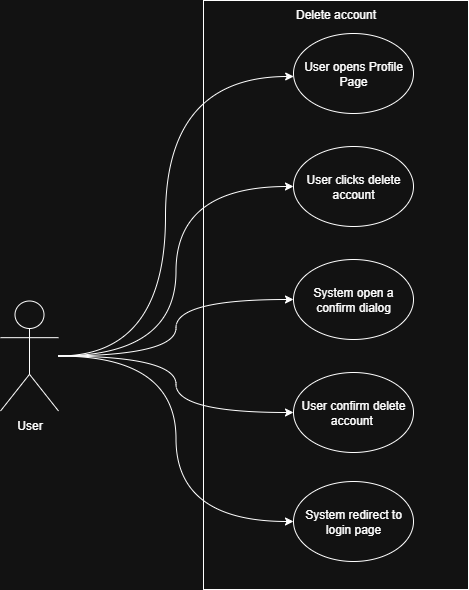 Delete account
User opens Profile
Page
User clicks delete
account
System open a
confirm dialog
User confirm delete
account
System redirect to
login page
User